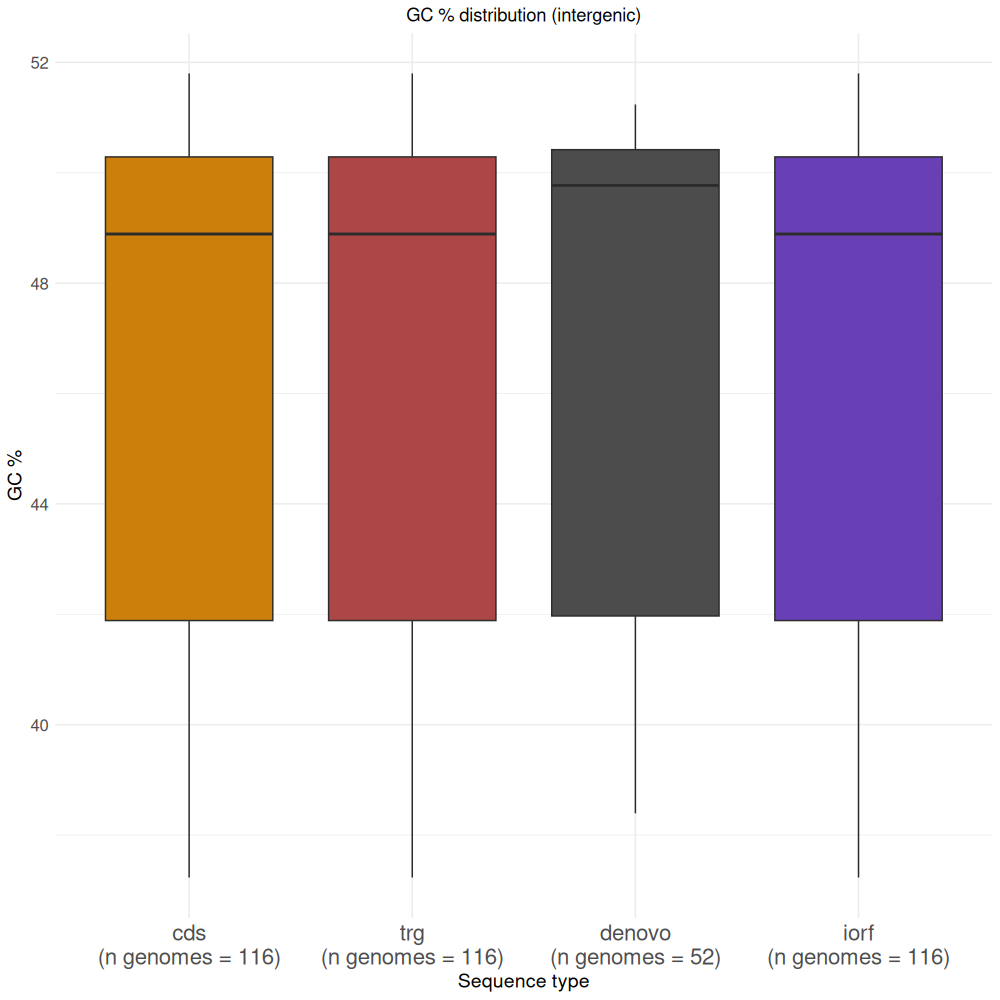 GC % distribution (intergenic)
52
48
44
40
GC %
cds
(n genomes = 116)
trg
(n genomes = 116)
denovo
(n genomes = 52)
iorf
(n genomes = 116)
Sequence type